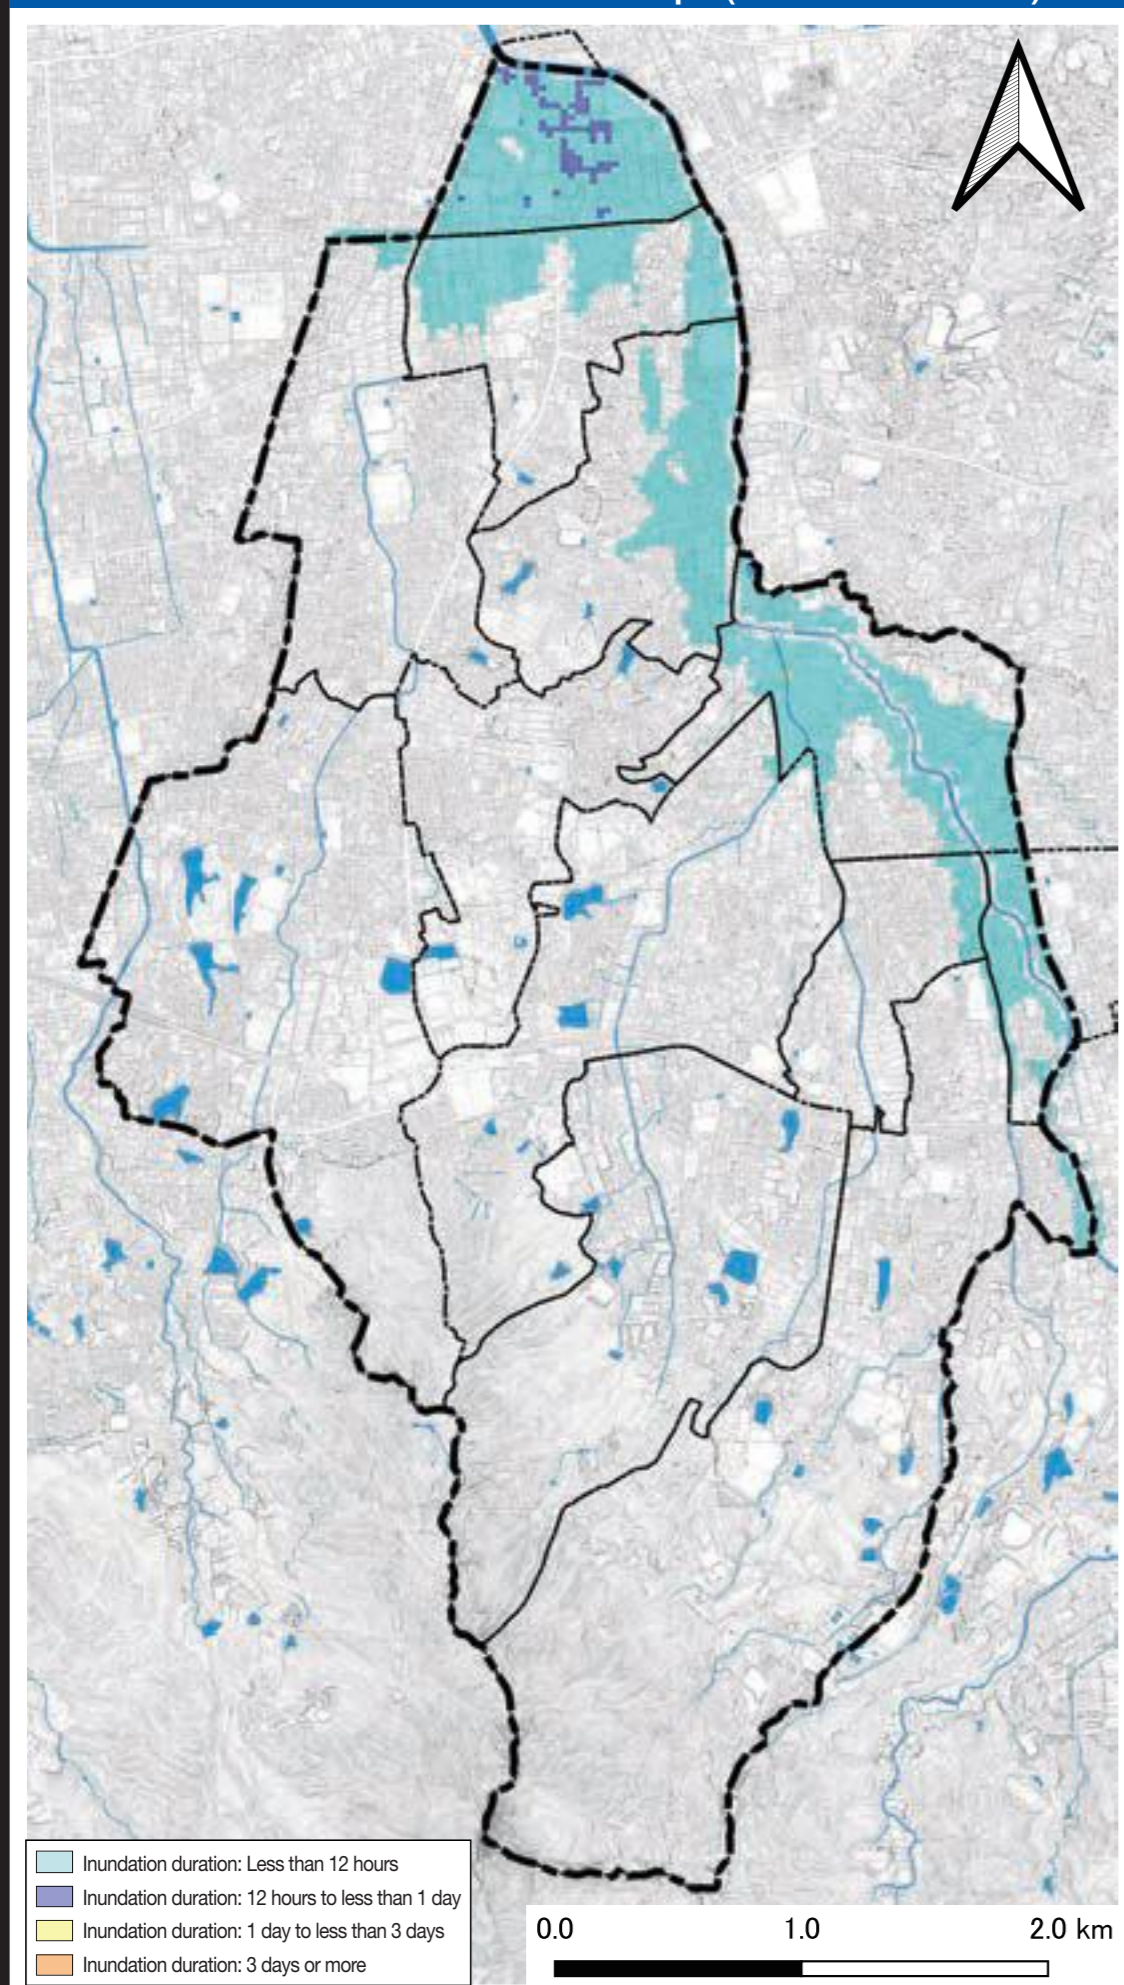 Inundation duration: Less than 12 hours
Inundation duration: 12 hours to less than 1 day
Inundation duration: 1 day to less than 3 days
Inundation duration: 3 days or more
0.0 1.0 2.0 km